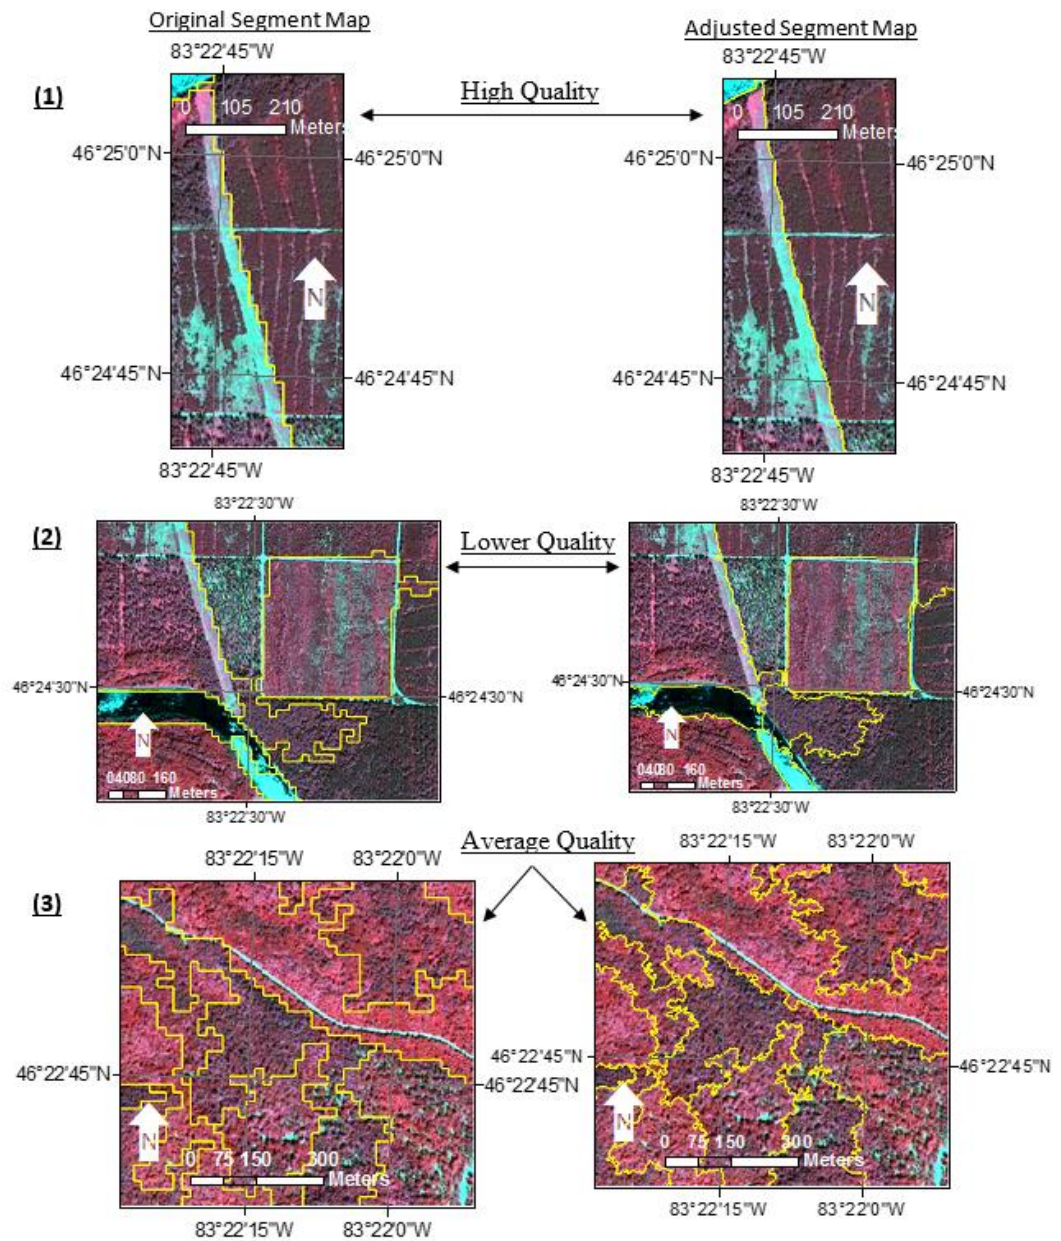 Original Segment Map
Adjusted Segment Map
83°22'45"W
83°22'45"W
(1)
High Quality
0 105 210
Meters
0 105 210
Meters
46°25'0"N
46°25'0"N
46°25'0"N
N
N
46°24'45"N
46°24'45"N
46°24'45"N
83°22'45"W
83°22'45"W
83°22'30"W
83°22'30"W
(2)
Lower Quality
46°24'30"N
46°24'30"N
46°24'30"N
46°24'30"N
N
N
04080 160
Meters
04080 160
Meters
83°22'30"W
83°22'30"W
Average Quality
83°22'15"W 83°22'0"W
83°22'15"W 83°22'0"W
(3)
46°22'45"N
46°22'45"N
46°22'45"N
46°22'45"N
N
N
0 75 150 300
Meters
0 75 150 300
Meters
83°22'15"W 83°22'0"W
83°22'15"W 83°22'0"W